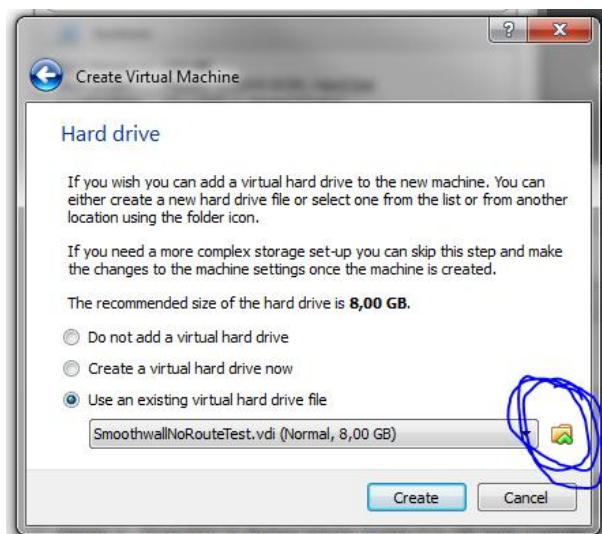 Create Virtual Machine
Hard drive
If you wish you can add a virtual hard drive to the new machine. You can
either create a new hard drive file or select one from the list or from another
location using the folder icon.
If you need a more complex storage set-up you can skip this step and make
the changes to the machine settings once the machine is created.
The recommended size of the hard drive is 8,00 GB.
Do not add a virtual hard drive
Create a virtual hard drive now
Use an existing virtual hard drive file
SmoothwallNoRouteTest.vdi (Normal, 8,00 GB)
Create Cancel